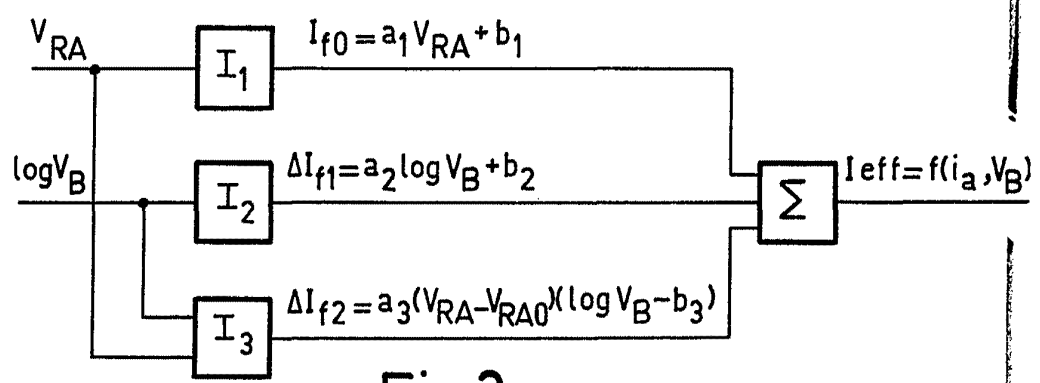 V_RA
I_f0 = a_1 V_RA + b_1
I_1
logV_B
ΔI_f1 = a_2 log V_B + b_2
I_2
Σ
I eff = f(i_a, V_B)
ΔI_f2 = a_3 (V_RA – V_RA0)(log V_B – b_3)
I_3